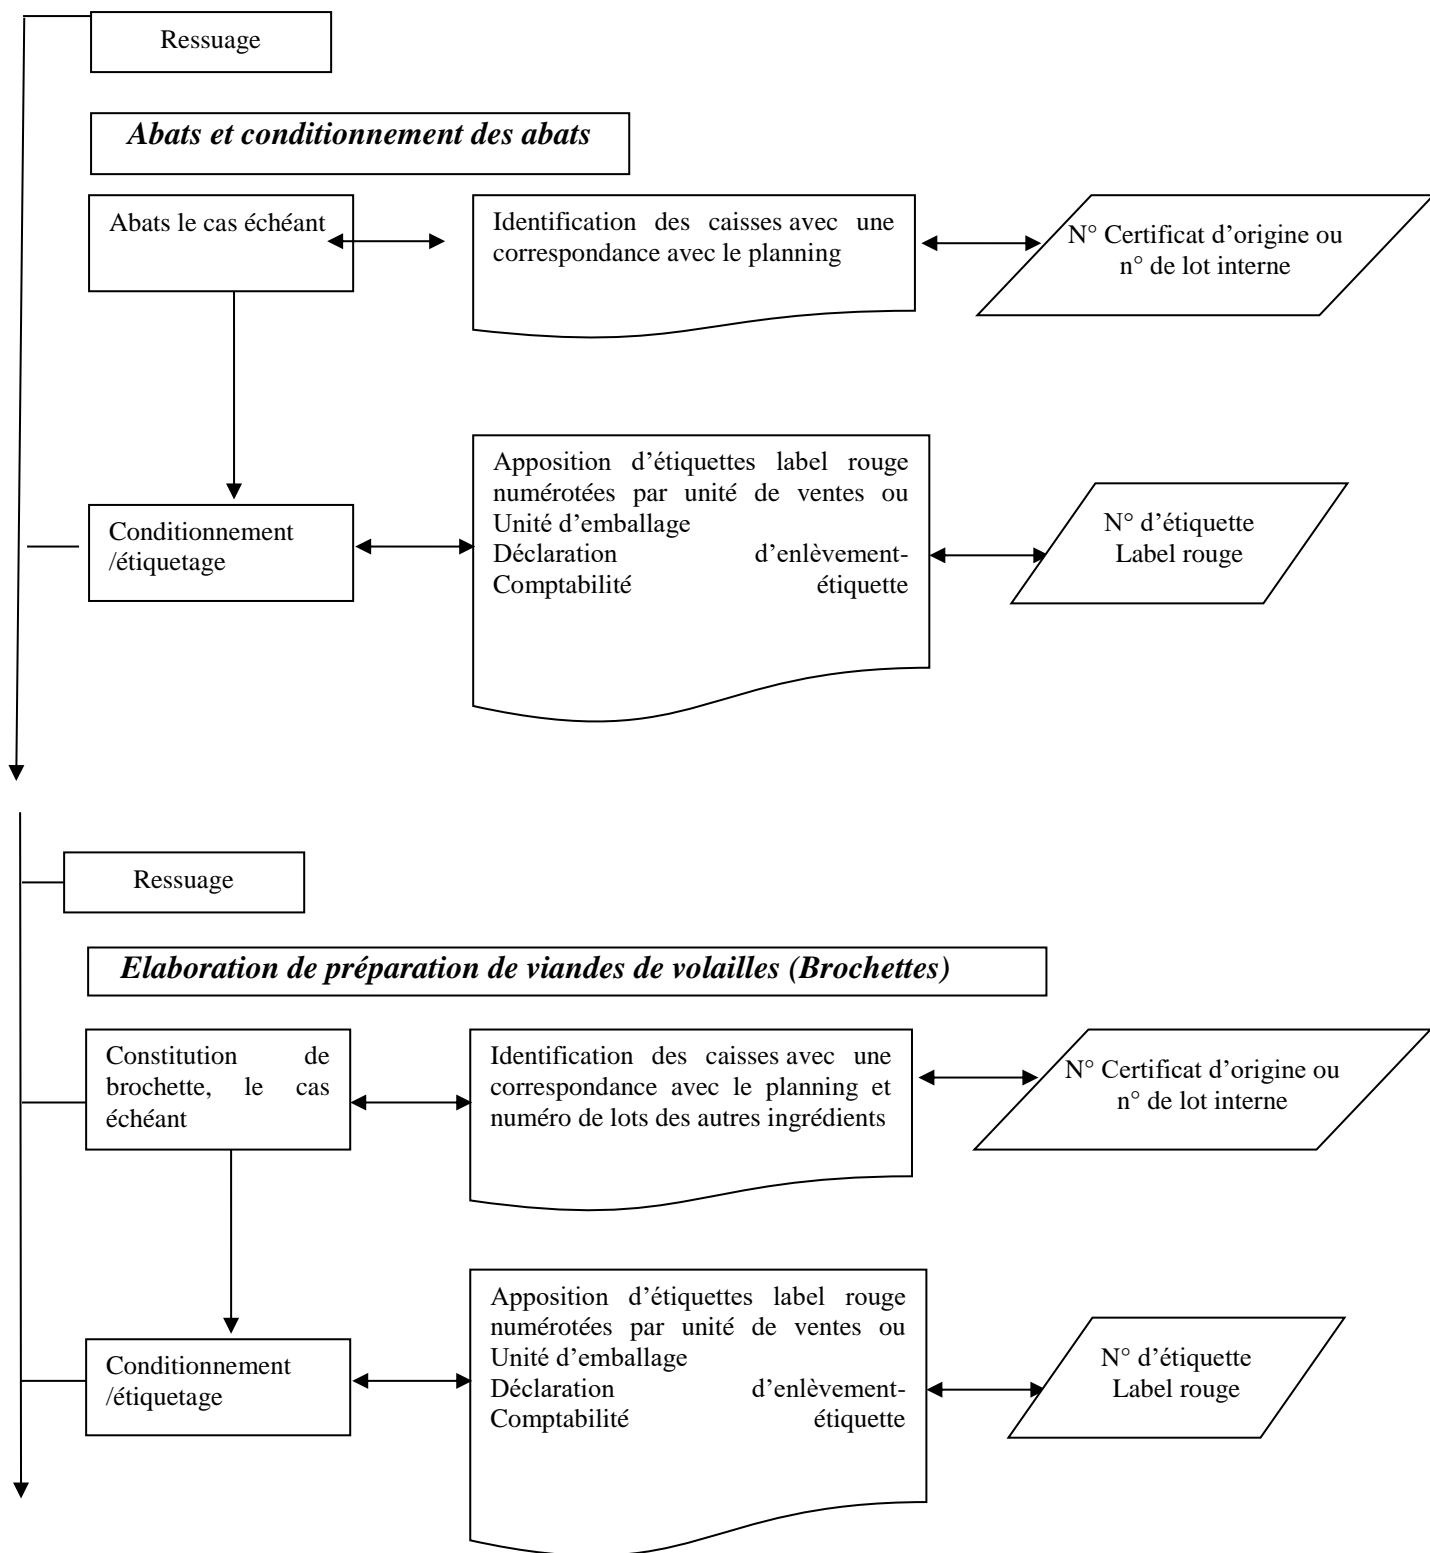 Ressuage
Abats et conditionnement des abats
Abats le cas échéant
Identification des caisses avec une
correspondance avec le planning
N° Certificat d'origine ou
n° de lot interne
Conditionnement
/étiquetage
Apposition d'étiquettes label rouge
numérotées par unité de ventes ou
Unité d'emballage
Déclaration d'enlèvement-
Comptabilité étiquette
N° d'étiquette
Label rouge
Ressuage
Elaboration de préparation de viandes de volailles (Brochettes)
Constitution de
brochette, le cas
échéant
Identification des caisses avec une
correspondance avec le planning et
numéro de lots des autres ingrédients
N° Certificat d'origine ou
n° de lot interne
Conditionnement
/étiquetage
Apposition d'étiquettes label rouge
numérotées par unité de ventes ou
Unité d'emballage
Déclaration d'enlèvement-
Comptabilité étiquette
N° d'étiquette
Label rouge